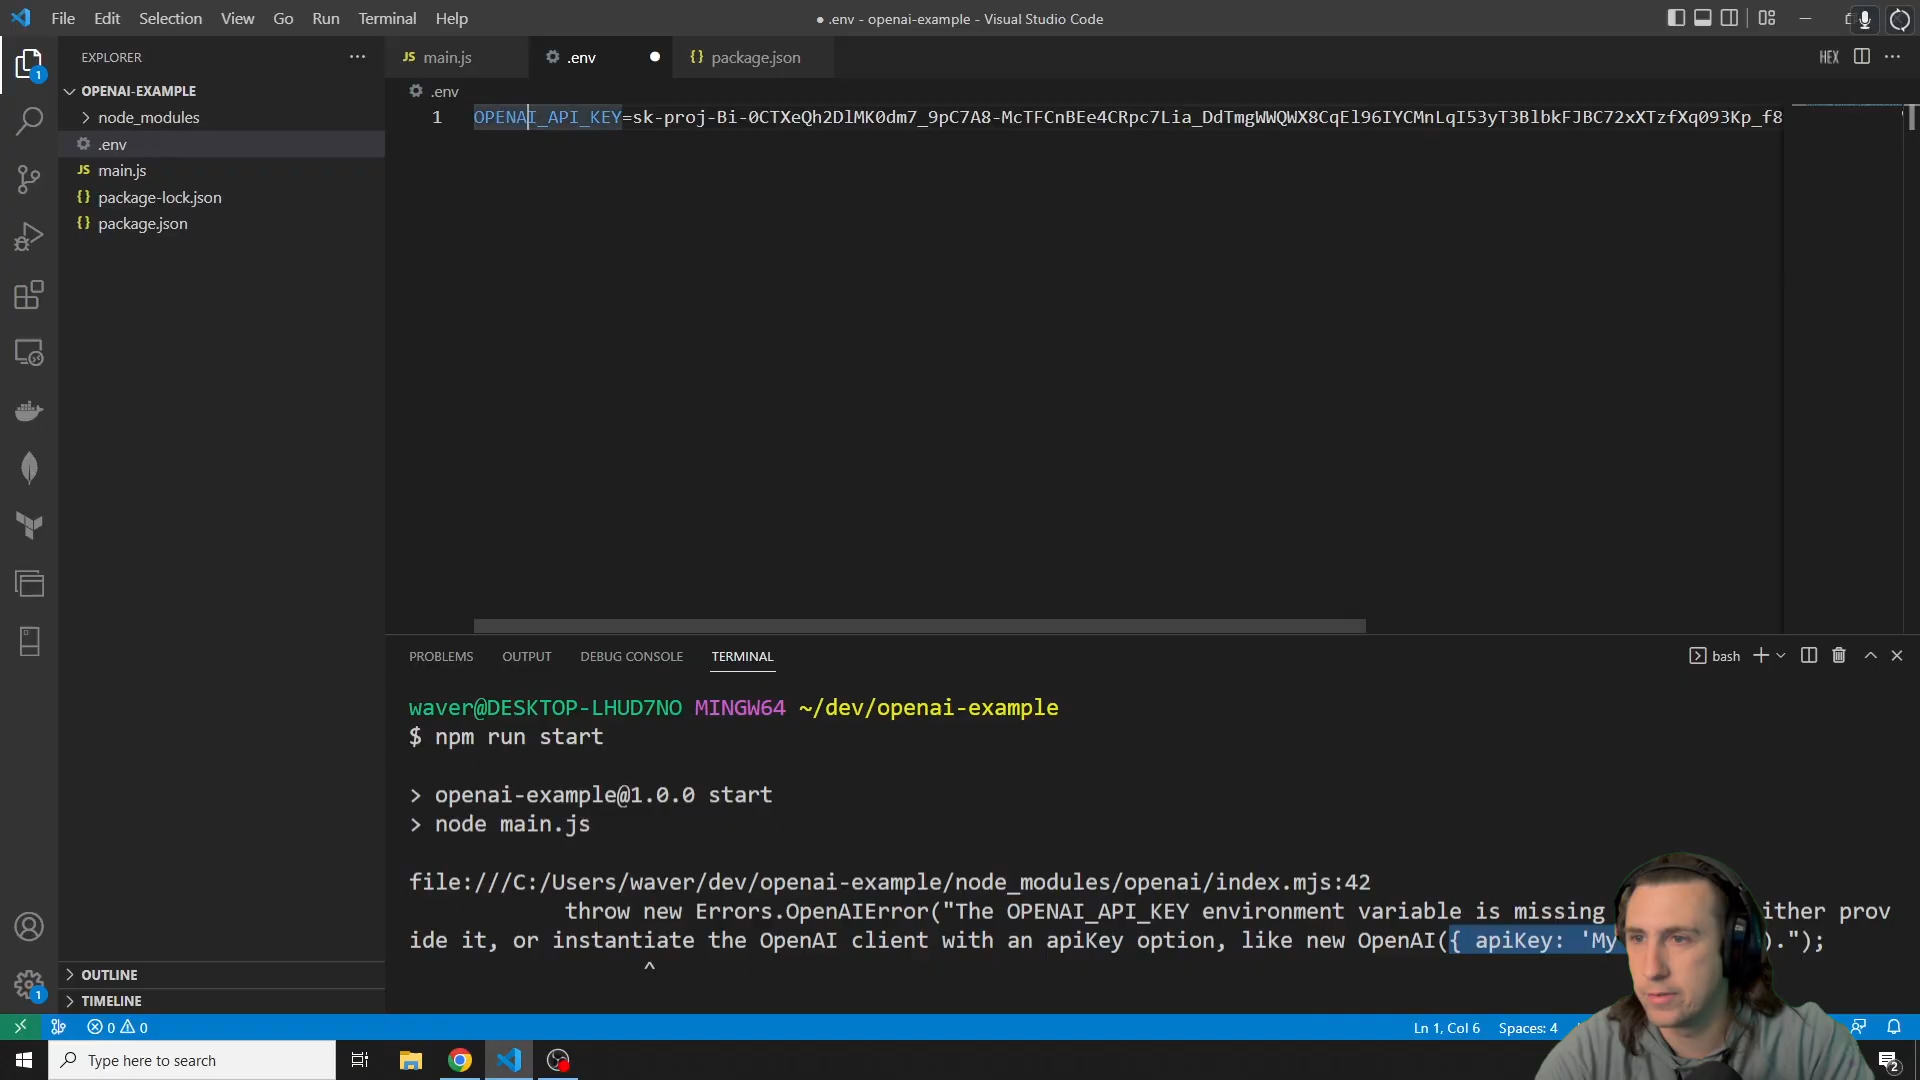 File Edit Selection View Go Run Terminal Help
● .env - openai-example - Visual Studio Code
EXPLORER
OPENAI-EXAMPLE
node_modules
.env
JS main.js
{} package-lock.json
{} package.json
OUTLINE
TIMELINE
JS main.js
.env
{} package.json
HEX
.env
1 OPENAI_API_KEY=sk-proj-Bi-0CTXeQh2DlMK0dm7_9pC7A8-McTFCnBEe4CRpc7Lia_DdTmgWWQWX8CqEl96IYCMnLqI53yT3BlbkFJBC72xXTzfXq093Kp_f8
PROBLEMS OUTPUT DEBUG CONSOLE TERMINAL
bash
waver@DESKTOP-LHUD7NO MINGW64 ~/dev/openai-example
$ npm run start
> openai-example@1.0.0 start
> node main.js
file:///C:/Users/waver/dev/openai-example/node_modules/openai/index.mjs:42
throw new Errors.OpenAIError("The OPENAI_API_KEY environment variable is missing ither prov
ide it, or instantiate the OpenAI client with an apiKey option, like new OpenAI({ apiKey: 'My ).");
^
1
1
0 0
Ln 1, Col 6 Spaces: 4
Type here to search
2